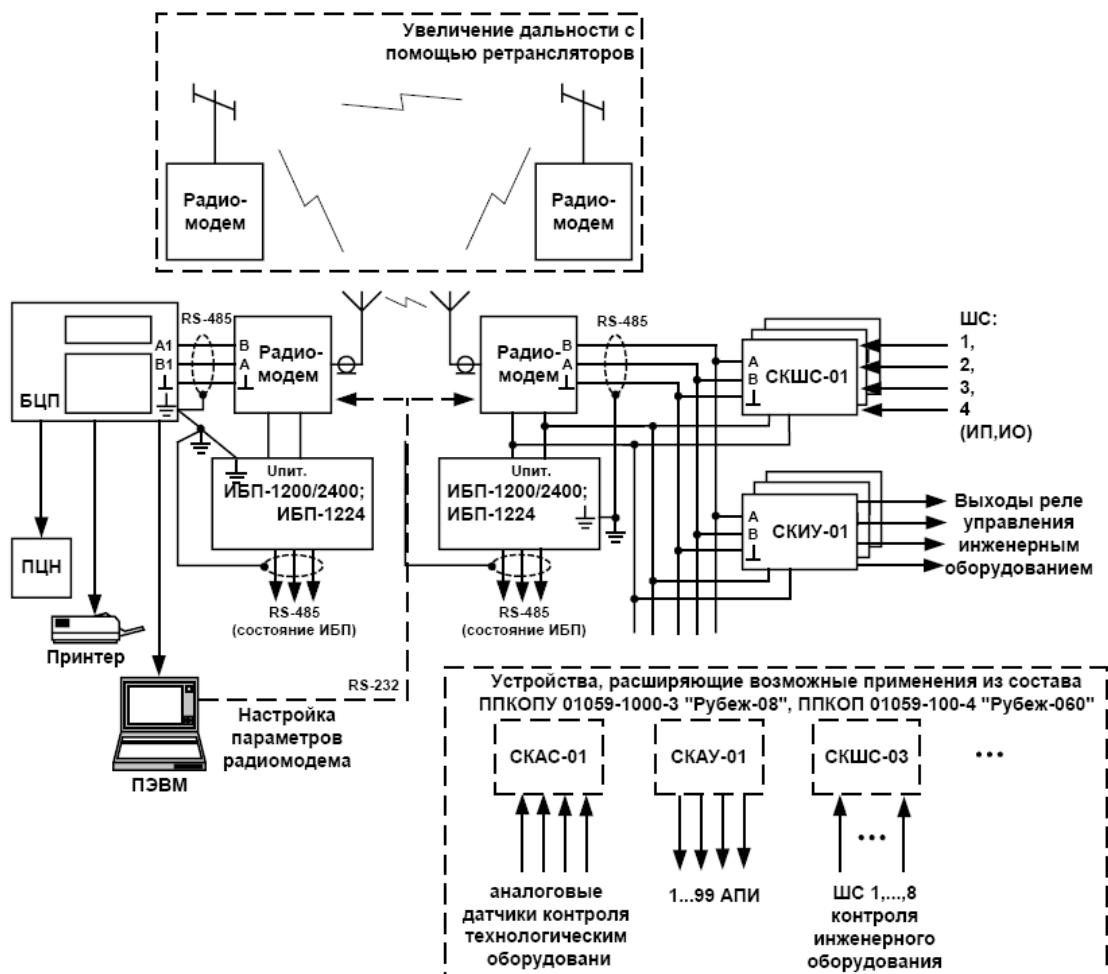 Увеличение дальности с
помощью ретрансляторов
Радио-
модем
Радио-
модем
БЦП
A1
B1
RS-485
B
A
Радио-
модем
Радио-
модем
B
A
RS-485
A
B
СКШС-01
ШС:
1,
2,
3,
4
(ИП,ИО)
Uпит.
ИБП-1200/2400;
ИБП-1224
Uпит.
ИБП-1200/2400;
ИБП-1224
A
B
СКИУ-01
Выходы реле
управления
инженерным
оборудованием
ПЦН
RS-485
(состояние ИБП)
RS-485
(состояние ИБП)
Принтер
RS-232
Настройка
параметров
радиомодема
ПЭВМ
Устройства, расширяющие возможные применения из состава
ППКОПУ 01059-1000-3 "Рубеж-08", ППКОП 01059-100-4 "Рубеж-060"
СКАС-01
СКАУ-01
СКШС-03
•••
•••
аналоговые
датчики контроля
технологическим
оборудовани
1...99 АПИ
ШС 1,...,8
контроля
инженерного
оборудования